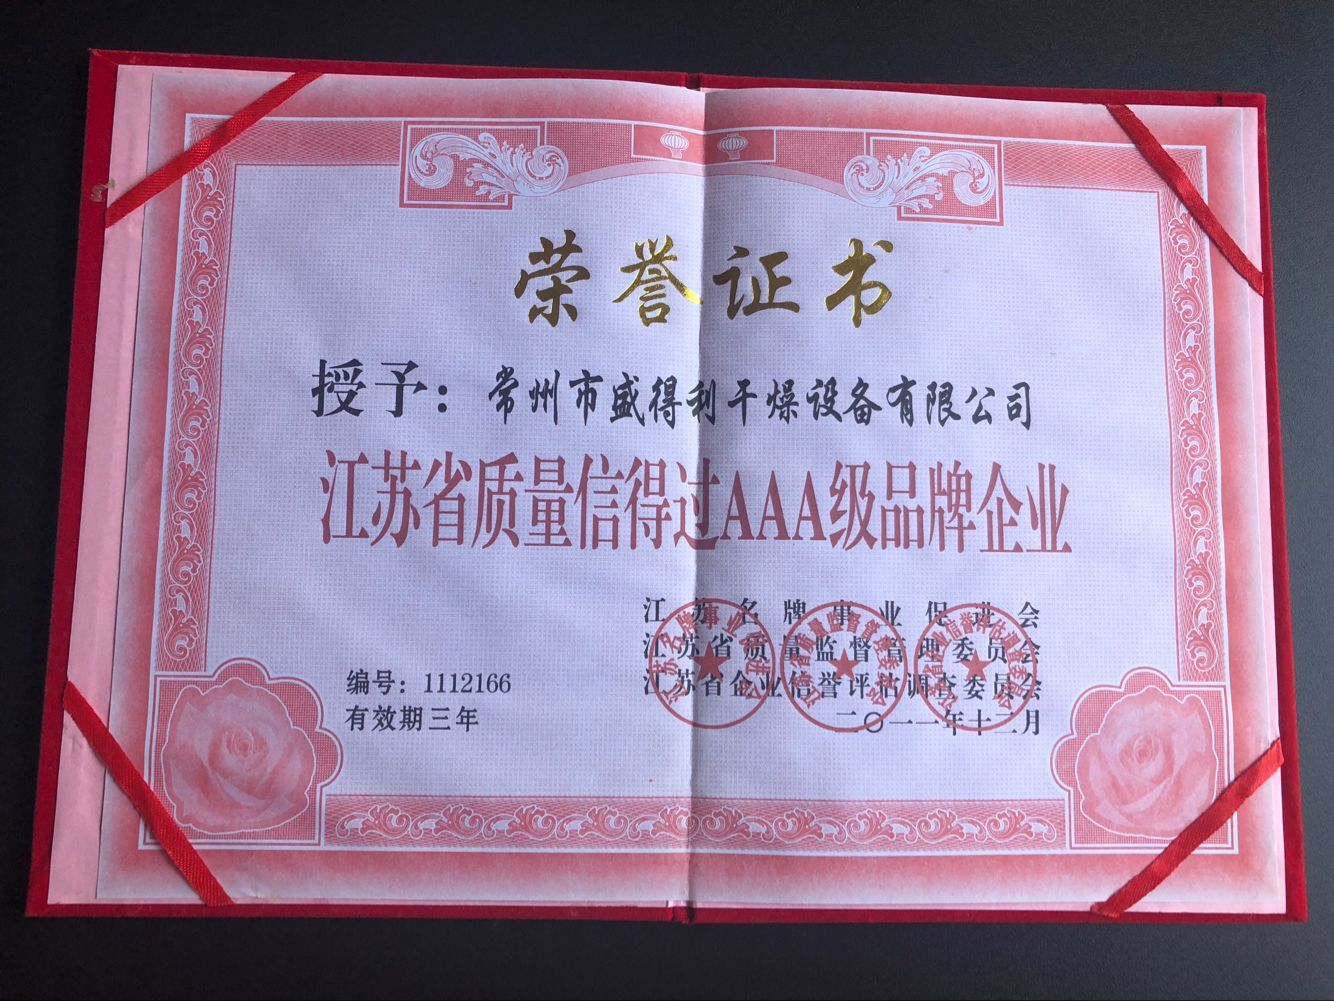 荣誉证书
授予：常州市盛得利干燥设备有限公司
江苏省质量信得过AAA级品牌企业
江苏名牌事业促进会
江苏省质量监督管理委员会
江苏省企业信誉评估调查委员会
二〇一一年十二月
编号：1112166
有效期三年